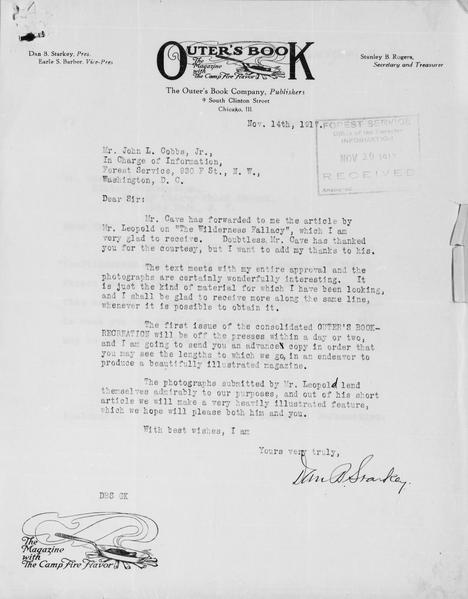 Dan B. Starkey, Pres.
Earle S. Barber, Vice-Pres
OUTER'S BOOK
The Magazine with The Camp Fire Flavor
Stanley B. Rogers,
Secretary and Treasurer
The Outer's Book Company, Publishers
9 South Clinton Street
Chicago, Ill.
Nov. 14th, 1917.
FOREST SERVICE
Office of the Forester
INFORMATION
NOV 20 1917
RECEIVED
Answered
Mr. John L. Cobbs, Jr.,
In Charge of Information,
Forest Service, 930 F St., N. W.,
Washington, D. C.
Dear Sir:
Mr. Cave has forwarded to me the article by
Mr. Leopold on "The Wilderness Fallacy", which I am
very glad to receive. Doubtless, Mr. Cave has thanked
you for the courtesy, but I want to add my thanks to his.
The text meets with my entire approval and the
photographs are certainly wonderfully interesting. It
is just the kind of material for which I have been looking,
and I shall be glad to receive more along the same line,
whenever it is possible to obtain it.
The first issue of the consolidated OUTER'S BOOK-
RECREATION will be off the presses within a day or two,
and I am going to send you an advance copy in order that
you may see the lengths to which we go, in an endeavor to
produce a beautifully illustrated magazine.
The photographs submitted by Mr. Leopold lend
themselves admirably to our purposes, and out of his short
article we will make a very heavily illustrated feature,
which we hope will please both him and you.
With best wishes, I am
Yours very truly,
Dan B. Starkey.
DBS GK
The Magazine with The Camp Fire Flavor